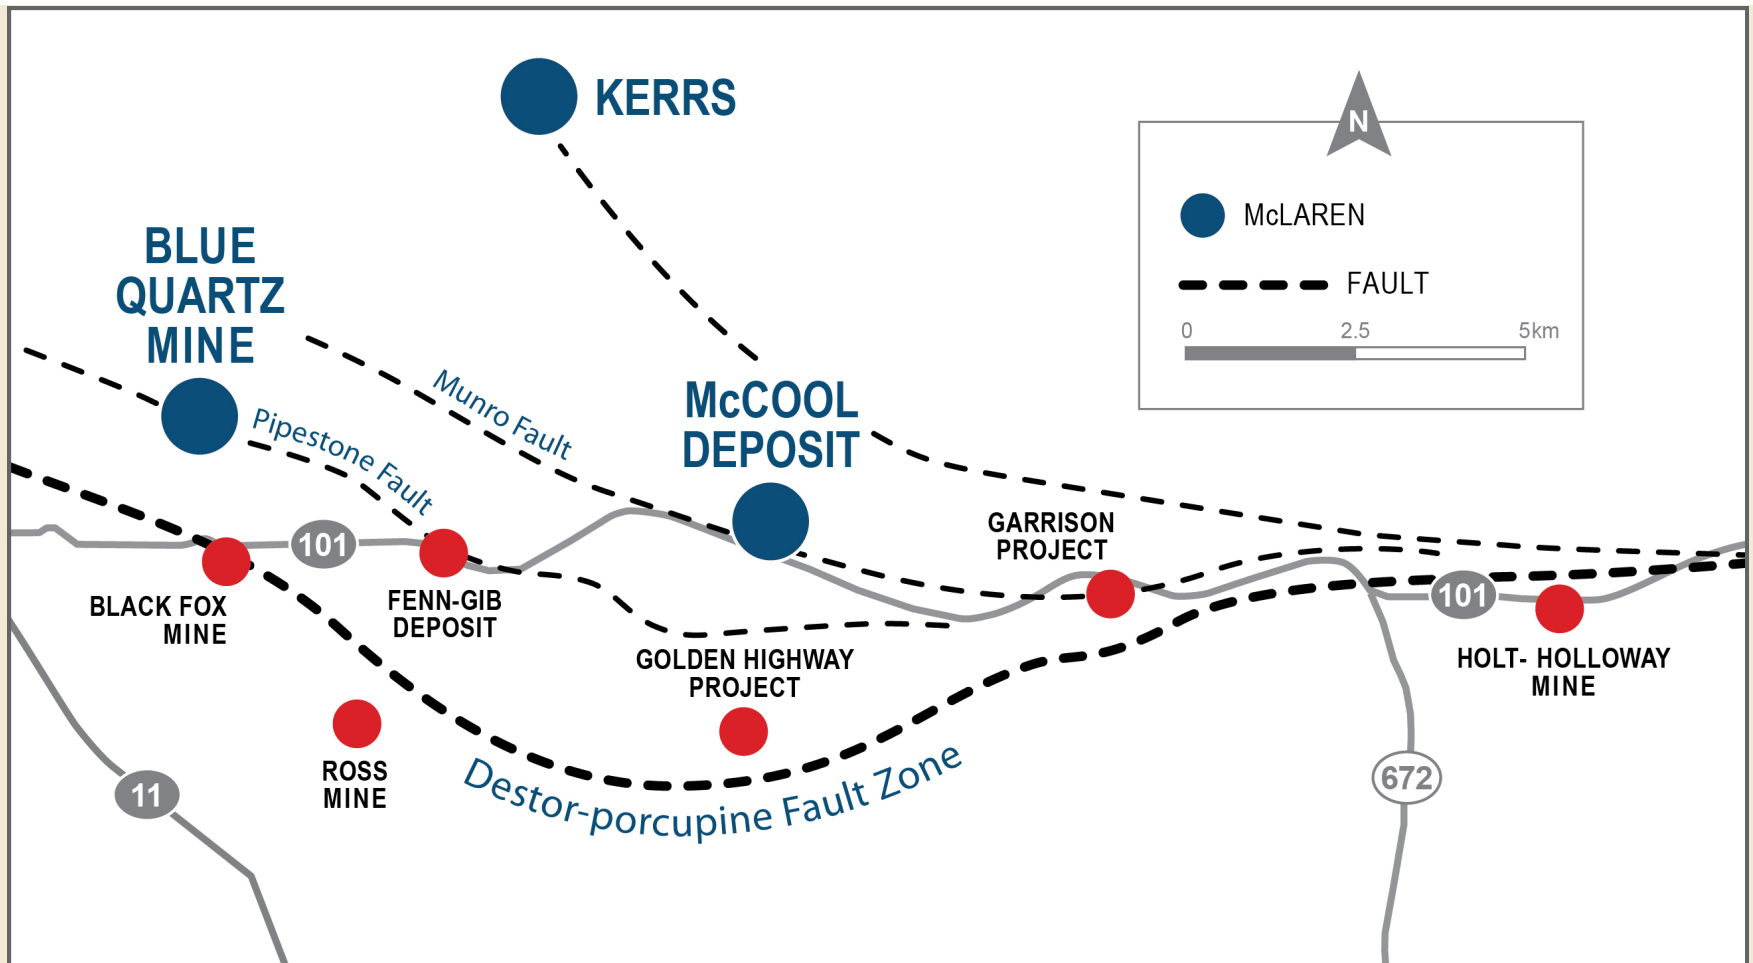 KERRS
N
McLAREN
FAULT
0 2.5 5km
BLUE
QUARTZ
MINE
Munro Fault
Pipestone Fault
McCOOL
DEPOSIT
GARRISON
PROJECT
101
101
BLACK FOX
MINE
FENN-GIB
DEPOSIT
GOLDEN HIGHWAY
PROJECT
HOLT- HOLLOWAY
MINE
ROSS
MINE
Destor-porcupine Fault Zone
11
672